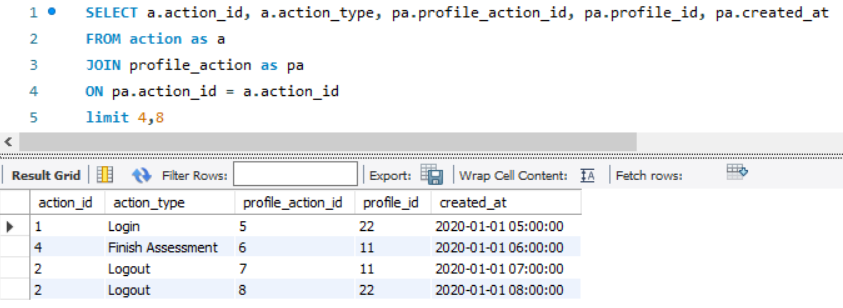 1 SELECT a.action_id, a.action_type, pa.profile_action_id, pa.profile_id, pa.created_at
2 FROM action as a
3 JOIN profile_action as pa
4 ON pa.action_id = a.action_id
5 limit 4,8
Result Grid Filter Rows: Export: Wrap Cell Content: IA Fetch rows:
action_id action_type profile_action_id profile_id created_at
1 Login 5 22 2020-01-01 05:00:00
4 Finish Assessment 6 11 2020-01-01 06:00:00
2 Logout 7 11 2020-01-01 07:00:00
2 Logout 8 22 2020-01-01 08:00:00